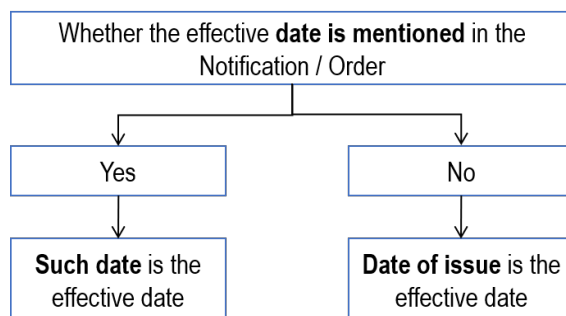 Whether the effective date is mentioned in the
Notification / Order
Yes
No
Such date is the
effective date
Date of issue is the
effective date